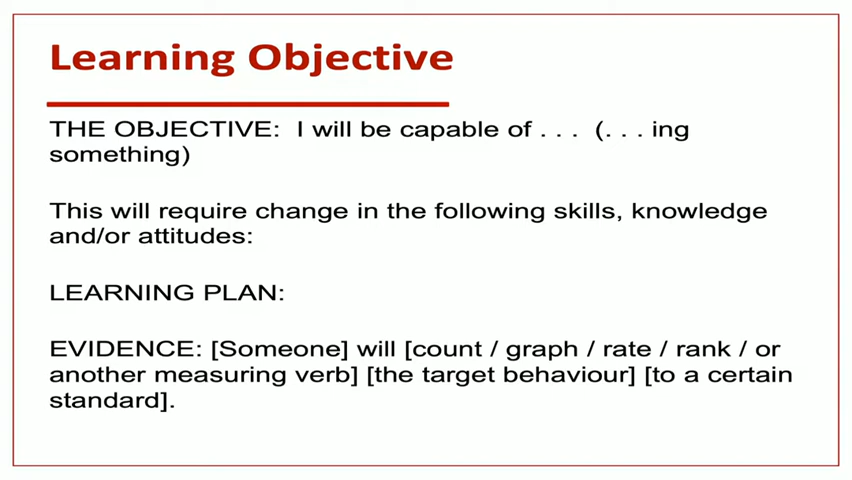 Learning Objective
THE OBJECTIVE:  I will be capable of . . .  (. . . ing
something)
This will require change in the following skills, knowledge
and/or attitudes:
LEARNING PLAN:
EVIDENCE: [Someone] will [count / graph / rate / rank / or
another measuring verb] [the target behaviour] [to a certain
standard].